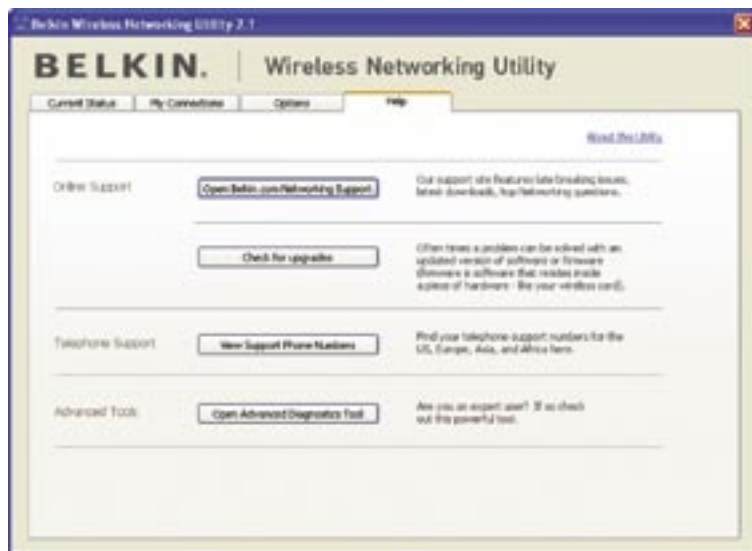 Belkin Wireless Networking Utility 2.1
BELKIN. | Wireless Networking Utility
Current Status
My Connections
Options
Help
About this Utility
Online Support
Open Belkin.com Networking Support
Our support site features late breaking issues,
latest downloads, top Networking questions.
Check for upgrades
Often times a problem can be solved with an
updated version of software or firmware
(firmware is software that resides inside
a piece of hardware - like your wireless card).
Telephone Support
View Support Phone Numbers
Find your telephone support numbers for the
US, Europe, Asia, and Africa here.
Advanced Tools
Open Advanced Diagnostics Tool
Are you an expert user? If so check
out this powerful tool.